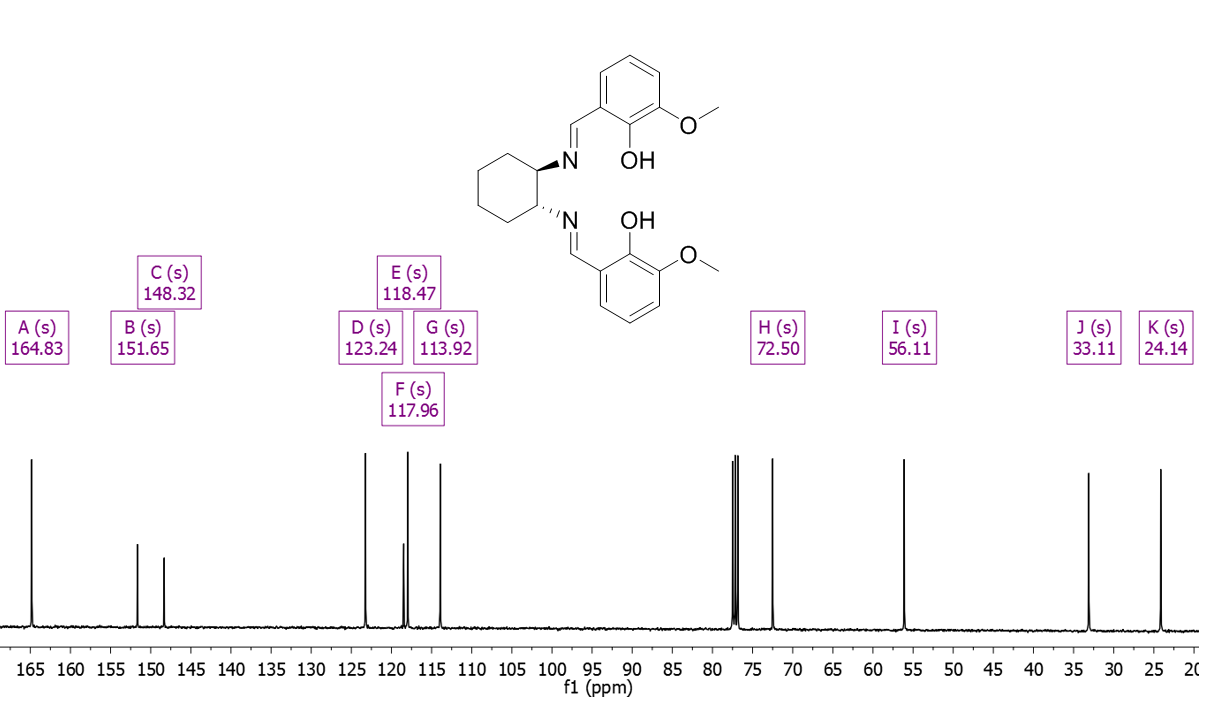 O
N
OH
N
OH
O
C (s)
148.32
E (s)
118.47
A (s)
164.83
B (s)
151.65
D (s)
123.24
G (s)
113.92
H (s)
72.50
I (s)
56.11
J (s)
33.11
K (s)
24.14
F (s)
117.96
165 160 155 150 145 140 135 130 125 120 115 110 105 100 95 90 85 80 75 70 65 60 55 50 45 40 35 30 25 20
f1 (ppm)